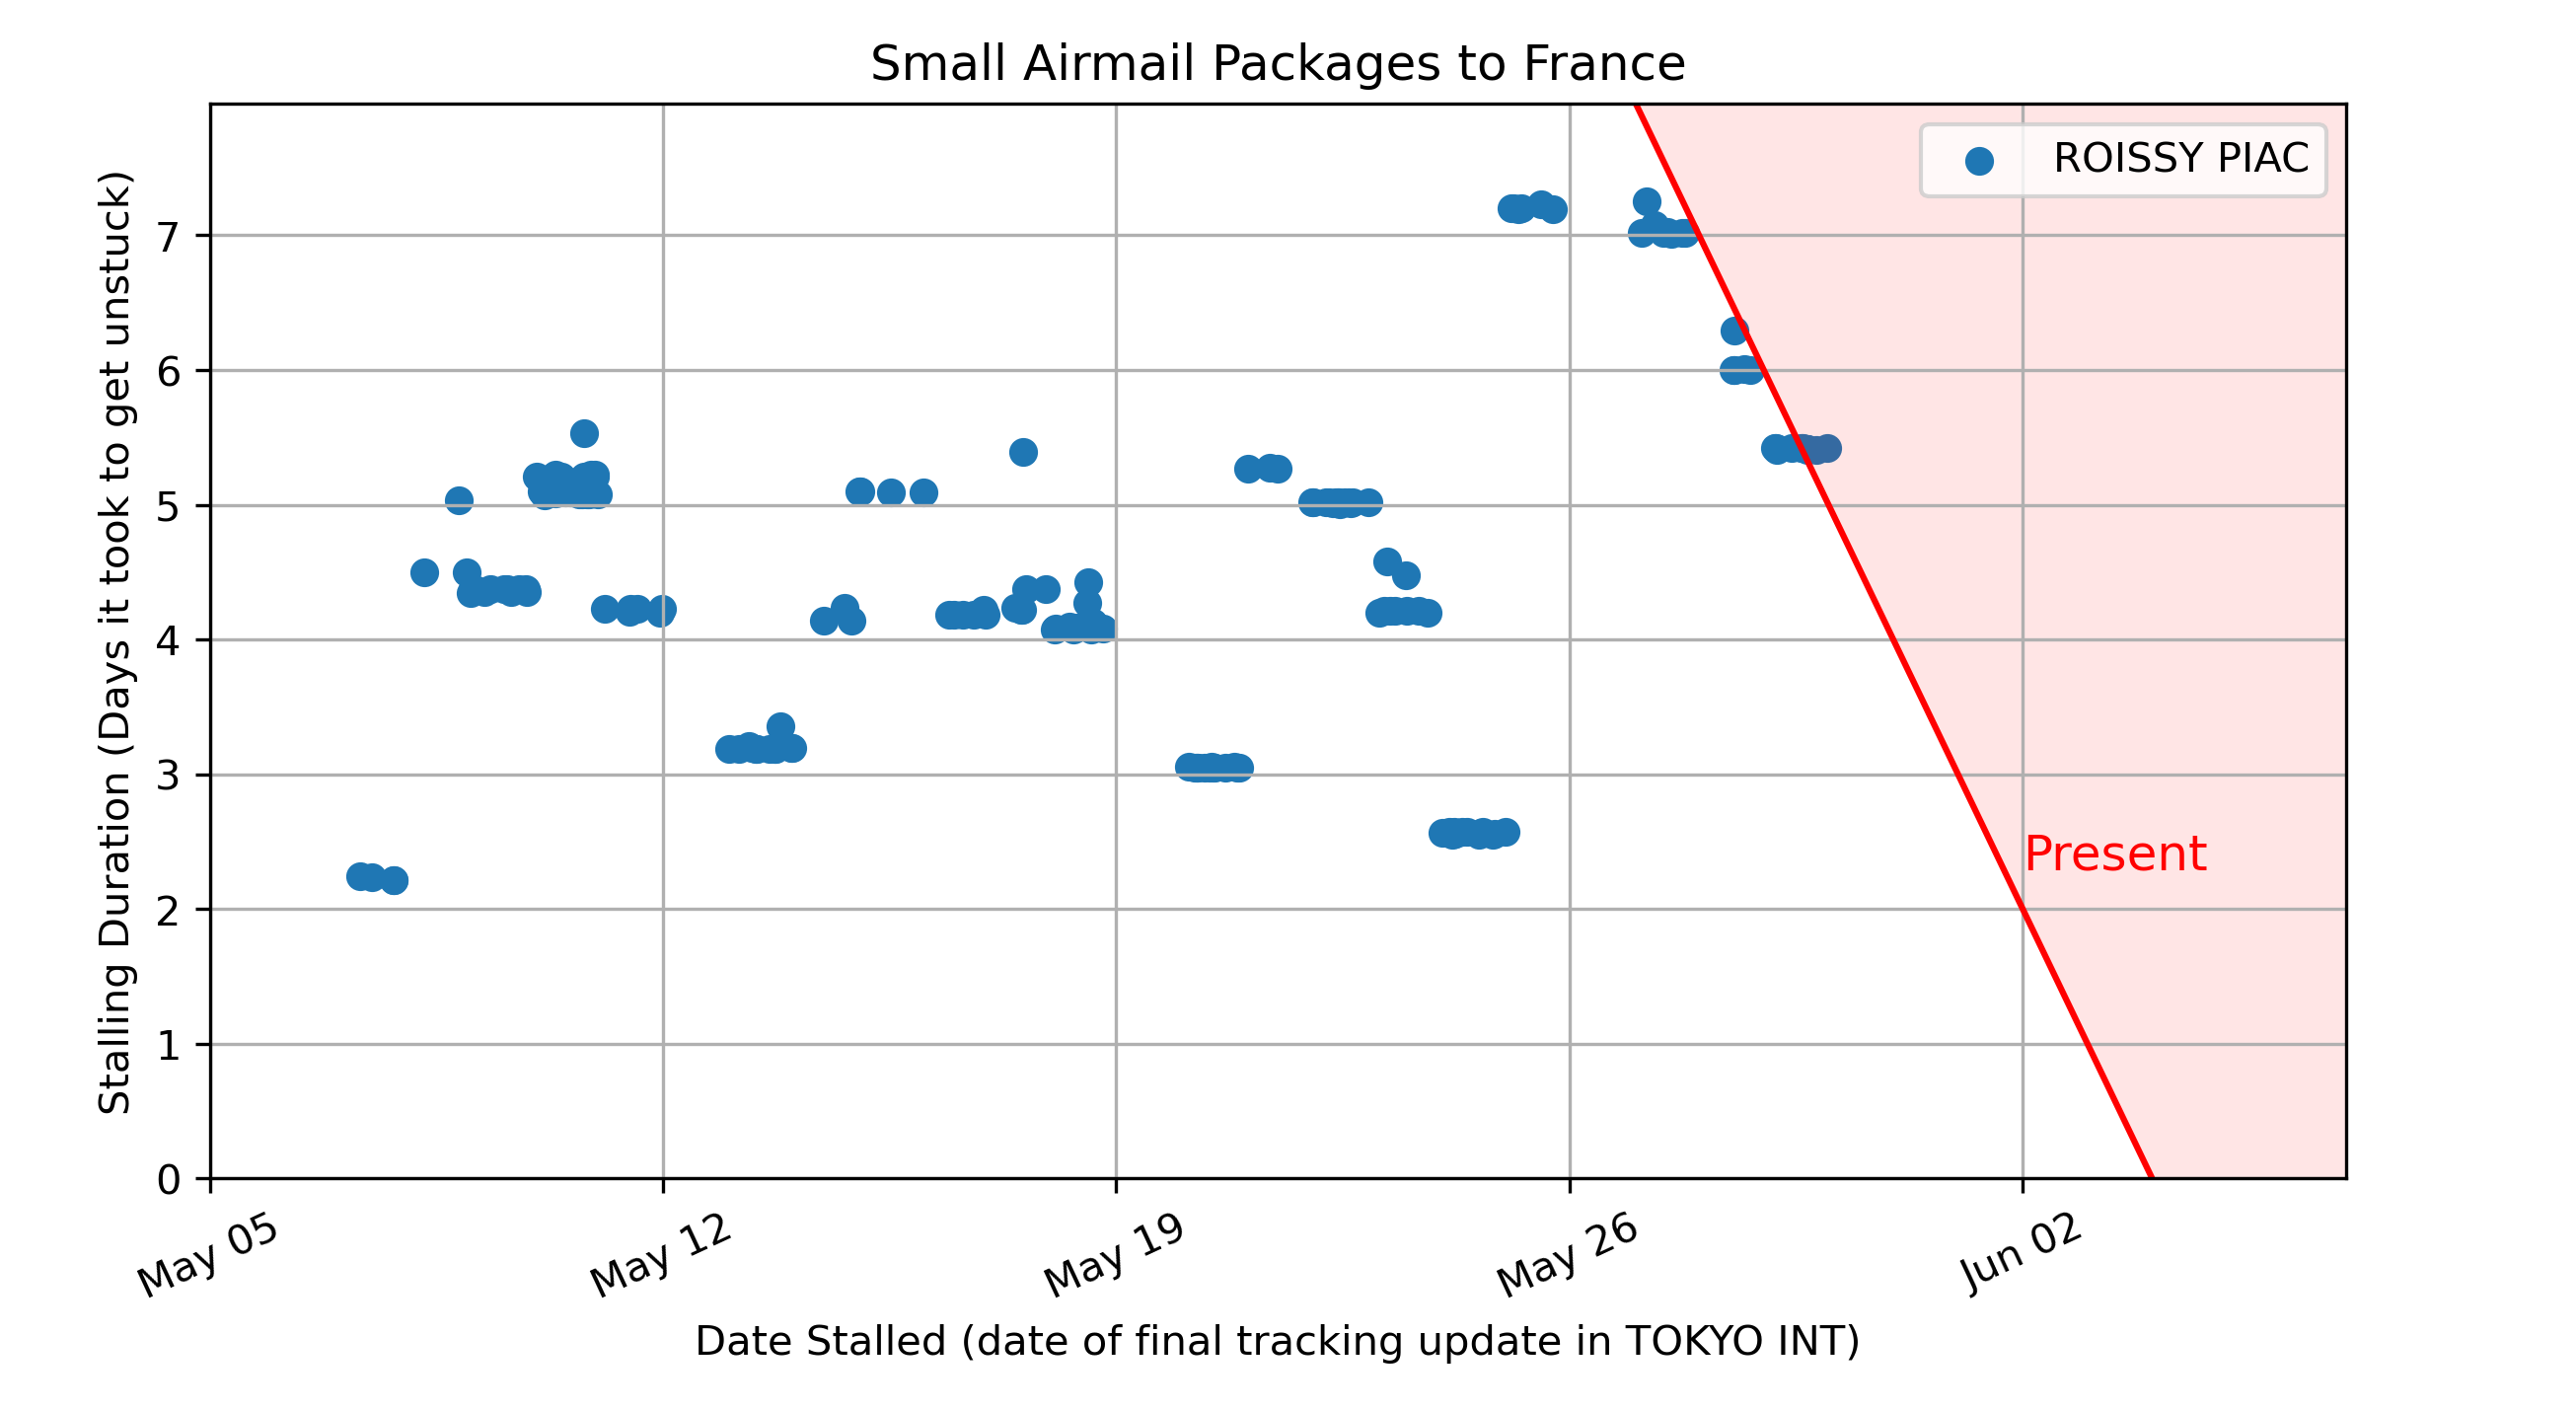 Small Airmail Packages to France
ROISSY PIAC
Stalling Duration (Days it took to get unstuck)
7
6
5
4
3
2
1
0
Present
May 05
May 12
May 19
May 26
Jun 02
Date Stalled (date of final tracking update in TOKYO INT)